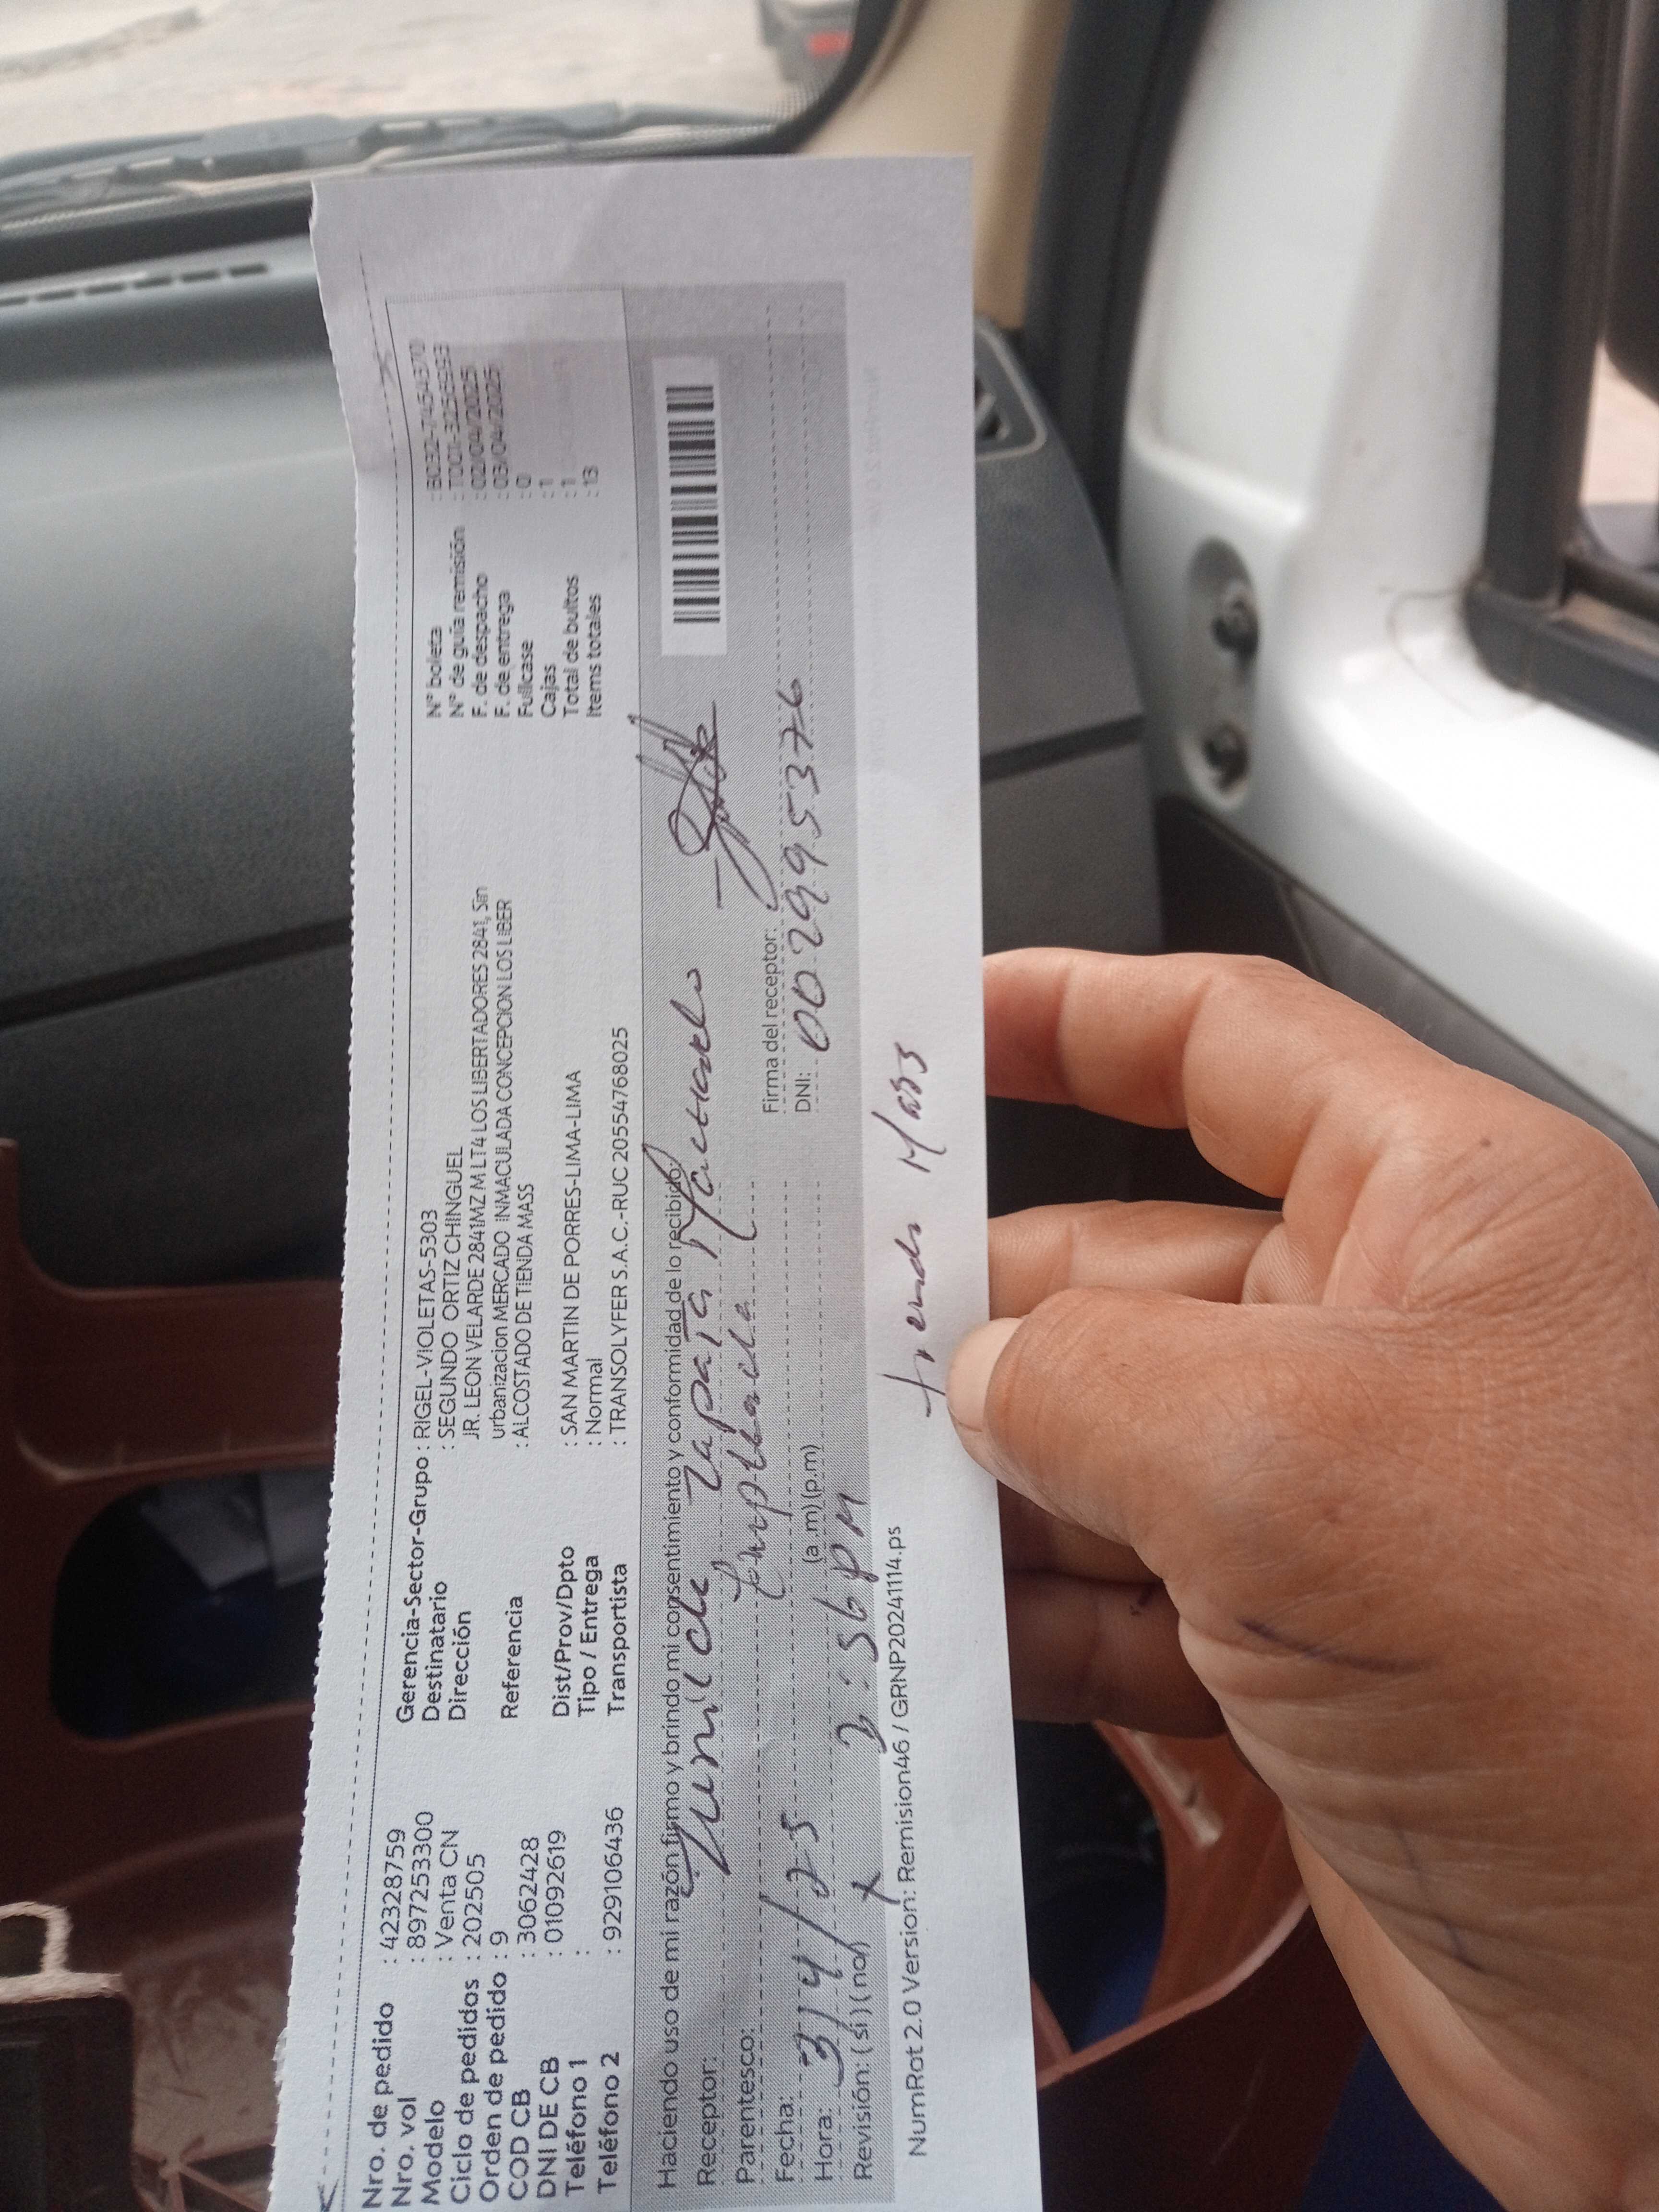 Nro. de pedido : 42328759
Nro. vol : 897253300
Modelo : Venta CN
Ciclo de pedidos : 202505
Orden de pedido : 9
COD CB : 3062428
DNI DE CB : 01092619
Teléfono 1 :
Teléfono 2 : 929106436
Gerencia-Sector-Grupo : RIGEL-VIOLETAS-5303
Destinatario : SEGUNDO ORTIZ CHINGUEL
Dirección JR. LEON VELARDE 2841MZ M LT4 LOS LIBERTADORES 2841, Sin
urbanizacion MERCADO INMACULADA CONCEPCION LOS LIBER
Referencia : ALCOSTADO DE TIENDA MASS
Dist/Prov/Dpto : SAN MARTIN DE PORRES-LIMA-LIMA
Tipo / Entrega : Normal
Transportista : TRANSOLYFER S.A.C.-RUC 20554768025
N° boleta
N° de guía remisión
F. de despacho : 02/04/2025
F. de entrega : 03/04/2025
Fullcase : 0
Cajas : 1
Total de bultos : 1
Items totales : 13
Haciendo uso de mi razón firmo y brindo mi consentimiento y conformidad de lo recibido:
Receptor: Zapata
Parentesco:
Fecha: 3/4/25
Hora: 2:56 pm (a.m) (p.m)
Revisión: (si) (no) x
Firma del receptor:
DNI: 002995376
NumRot 2.0 Version: Remision46 / GRNP20241114.ps
tienda Mass